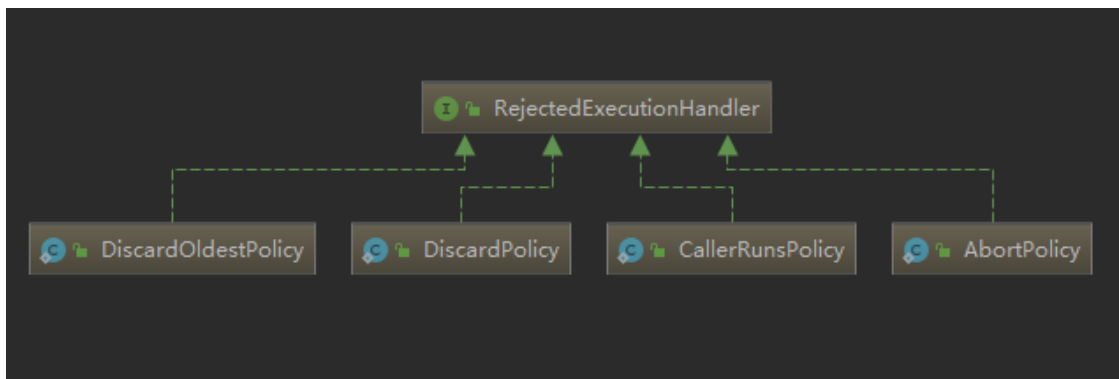 I RejectedExecutionHandler
C DiscardOldestPolicy
C DiscardPolicy
C CallerRunsPolicy
C AbortPolicy